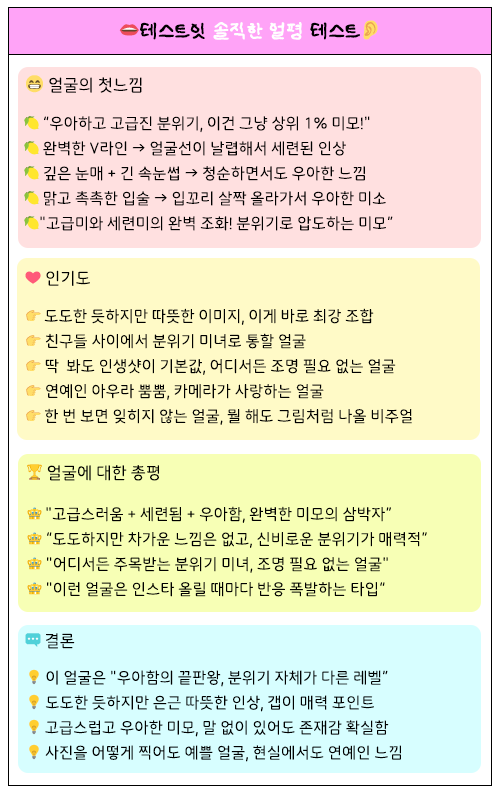 테스트힛 솔직한 얼평 테스트
얼굴의 첫느낌
"우아하고 고급진 분위기, 이건 그냥 상위 1% 미모!"
완벽한 V라인 → 얼굴선이 날렵해서 세련된 인상
깊은 눈매 + 긴 속눈썹 → 청순하면서도 우아한 느낌
맑고 촉촉한 입술 → 입꼬리 살짝 올라가서 우아한 미소
"고급미와 세련미의 완벽 조화! 분위기로 압도하는 미모"
인기도
도도한 듯하지만 따뜻한 이미지, 이게 바로 최강 조합
친구들 사이에서 분위기 미녀로 통할 얼굴
딱 봐도 인생샷이 기본값, 어디서든 조명 필요 없는 얼굴
연예인 아우라 뿜뿜, 카메라가 사랑하는 얼굴
한 번 보면 잊히지 않는 얼굴, 뭘 해도 그림처럼 나올 비주얼
얼굴에 대한 총평
"고급스러움 + 세련됨 + 우아함, 완벽한 미모의 삼박자"
"도도하지만 차가운 느낌은 없고, 신비로운 분위기가 매력적"
"어디서든 주목받는 분위기 미녀, 조명 필요 없는 얼굴"
"이런 얼굴은 인스타 올릴 때마다 반응 폭발하는 타입"
결론
이 얼굴은 "우아함의 끝판왕, 분위기 자체가 다른 레벨"
도도한 듯하지만 은근 따뜻한 인상, 갭이 매력 포인트
고급스럽고 우아한 미모, 말 없이 있어도 존재감 확실함
사진을 어떻게 찍어도 예쁠 얼굴, 현실에서도 연예인 느낌